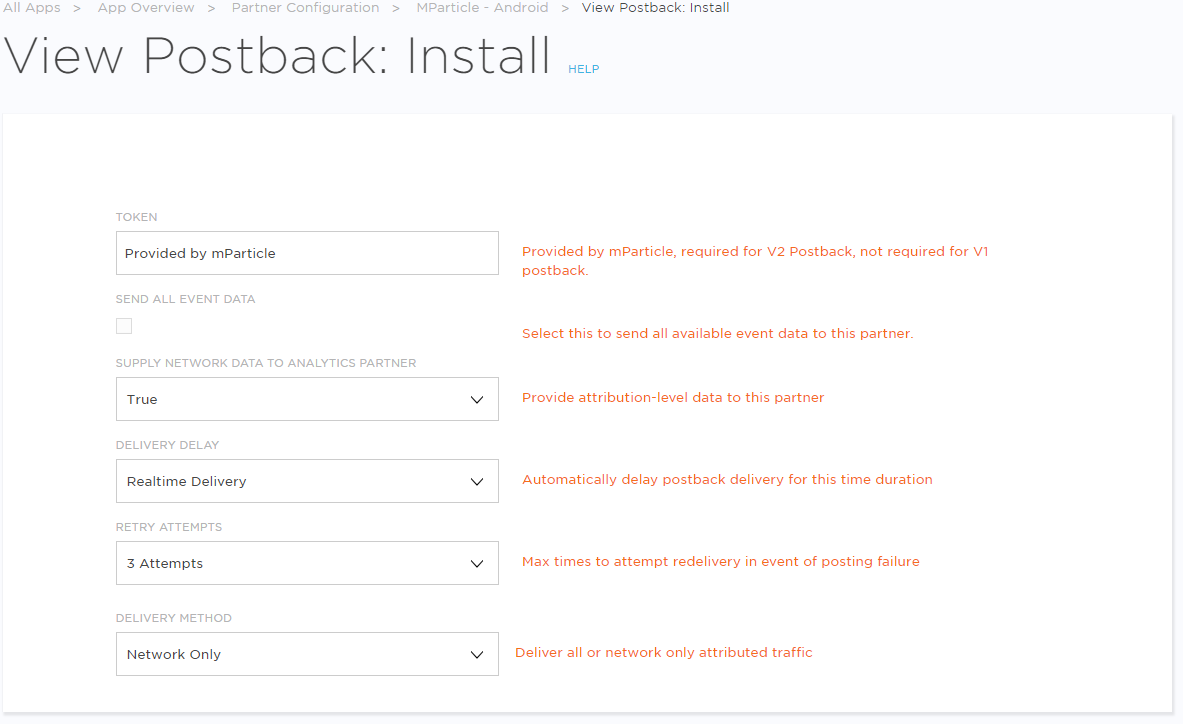 All Apps > App Overview > Partner Configuration > MParticle - Android > View Postback: Install
View Postback: Install HELP
TOKEN
Provided by mParticle
Provided by mParticle, required for V2 Postback, not required for V1
postback.
SEND ALL EVENT DATA
Select this to send all available event data to this partner.
SUPPLY NETWORK DATA TO ANALYTICS PARTNER
True
Provide attribution-level data to this partner
DELIVERY DELAY
Realtime Delivery
Automatically delay postback delivery for this time duration
RETRY ATTEMPTS
3 Attempts
Max times to attempt redelivery in event of posting failure
DELIVERY METHOD
Network Only
Deliver all or network only attributed traffic